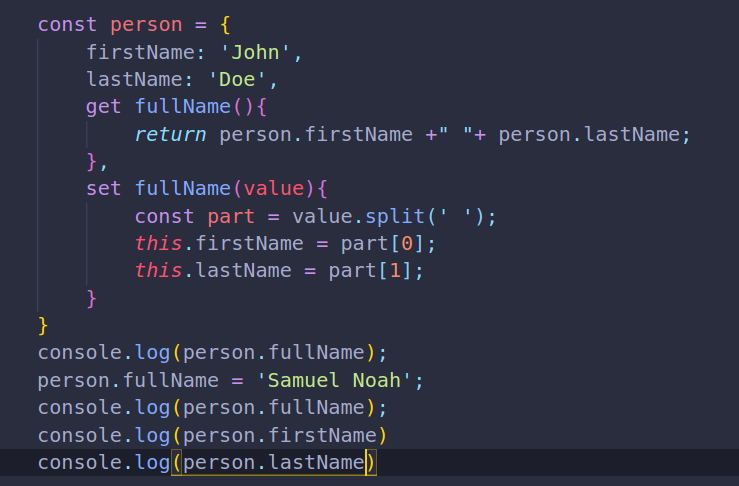 const person = {
    firstName: 'John',
    lastName: 'Doe',
    get fullName(){
        return person.firstName +" "+ person.lastName;
    },
    set fullName(value){
        const part = value.split(' ');
        this.firstName = part[0];
        this.lastName = part[1];
    }
}
console.log(person.fullName);
person.fullName = 'Samuel Noah';
console.log(person.fullName);
console.log(person.firstName)
console.log(person.lastName)